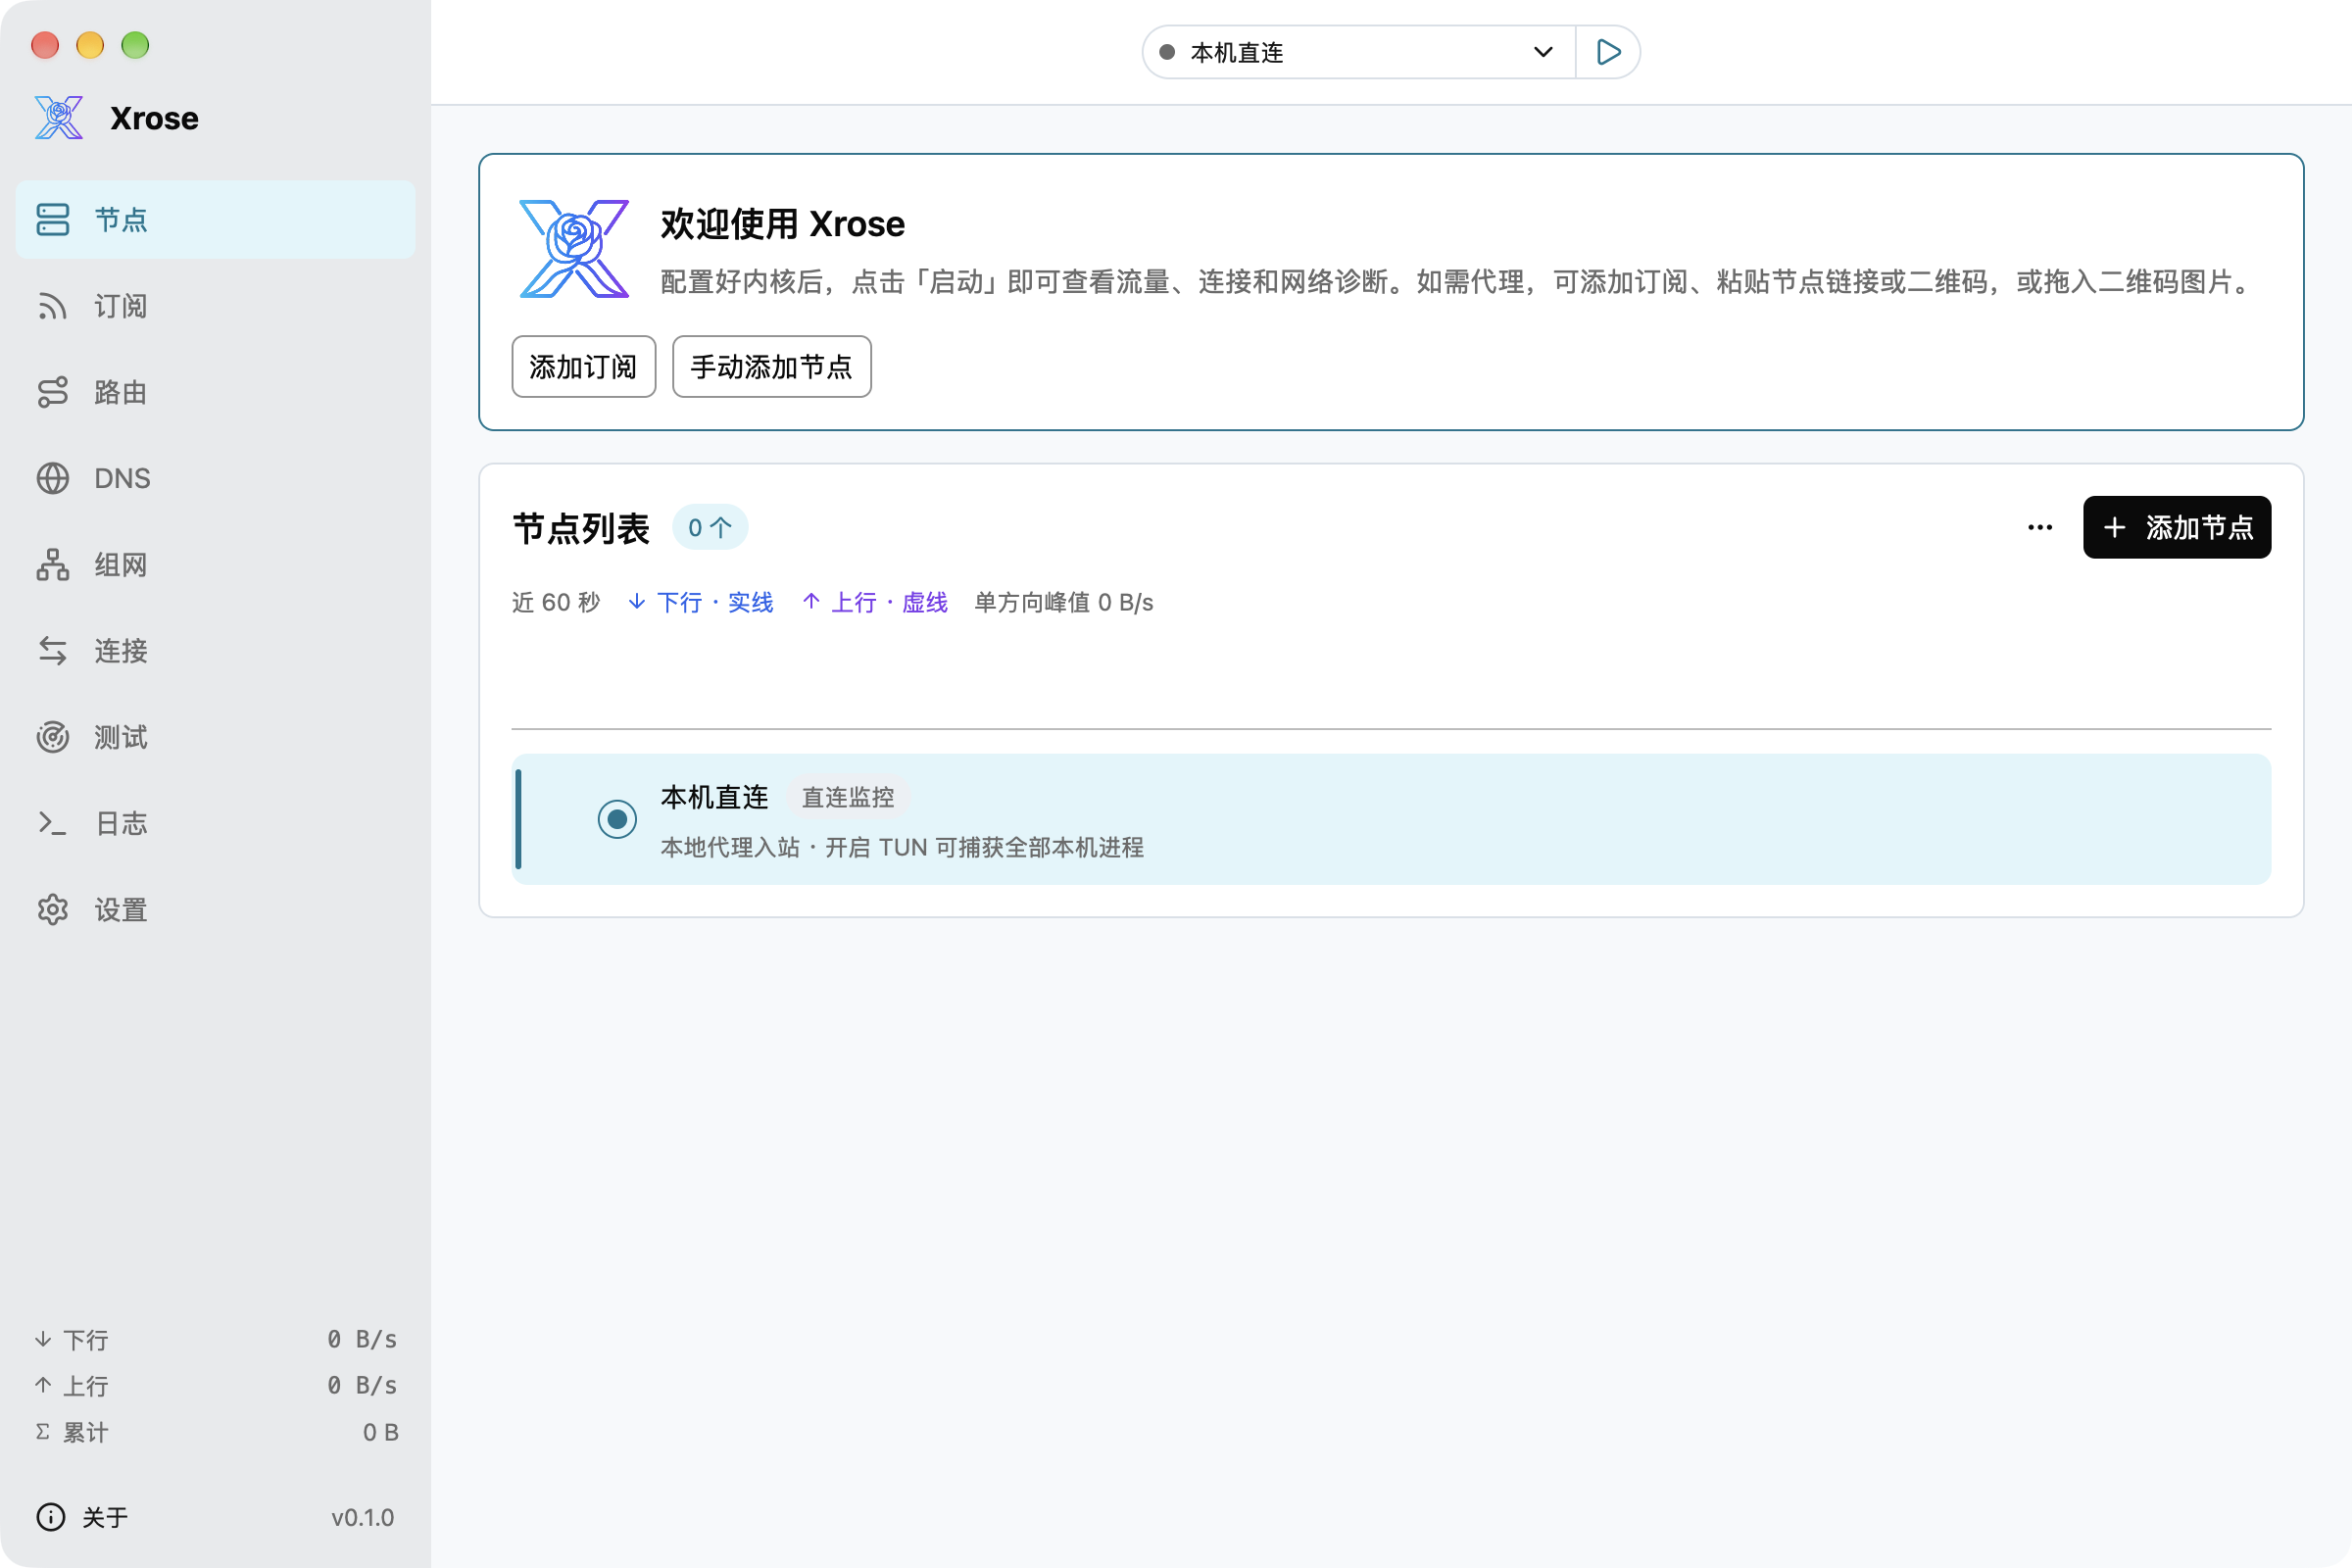 Xrose
节点
订阅
路由
DNS
组网
连接
测试
日志
设置
↓ 下行 0 B/s
↑ 上行 0 B/s
Σ 累计 0 B
关于 v0.1.0
本机直连
欢迎使用 Xrose
配置好内核后，点击「启动」即可查看流量、连接和网络诊断。如需代理，可添加订阅、粘贴节点链接或二维码，或拖入二维码图片。
添加订阅 手动添加节点
节点列表 0 个 ··· + 添加节点
近 60 秒 ↓ 下行 · 实线 ↑ 上行 · 虚线 单方向峰值 0 B/s
本机直连 直连监控
本地代理入站 · 开启 TUN 可捕获全部本机进程